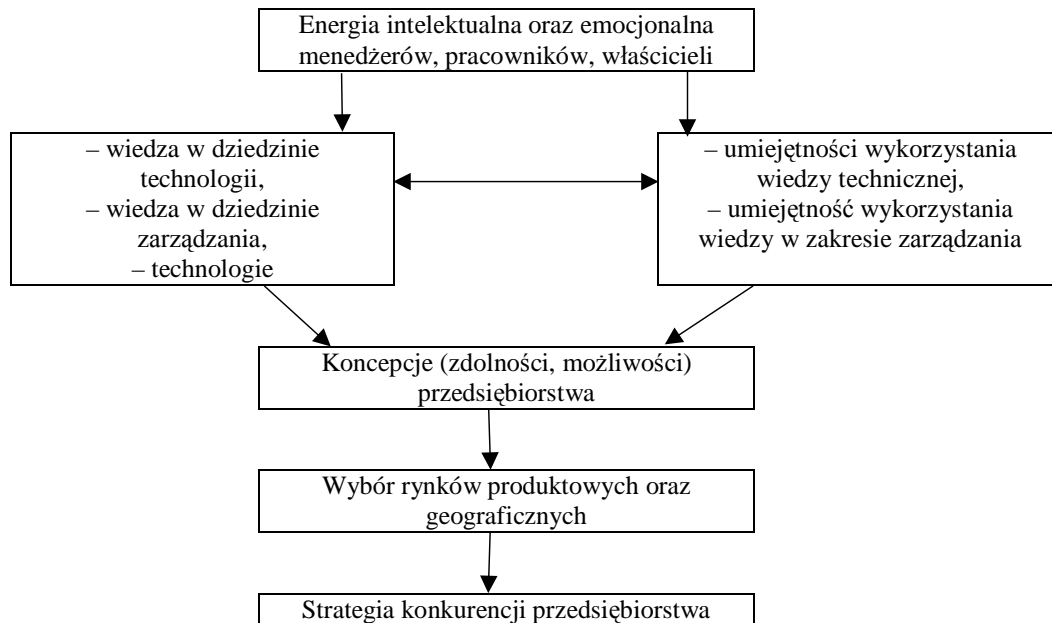 Energia intelektualna oraz emocjonalna
menedżerów, pracowników, właścicieli
– wiedza w dziedzinie
technologii,
– wiedza w dziedzinie
zarządzania,
– technologie
– umiejętności wykorzystania
wiedzy technicznej,
– umiejętność wykorzystania
wiedzy w zakresie zarządzania
Koncepcje (zdolności, możliwości)
przedsiębiorstwa
Wybór rynków produktowych oraz
geograficznych
Strategia konkurencji przedsiębiorstwa